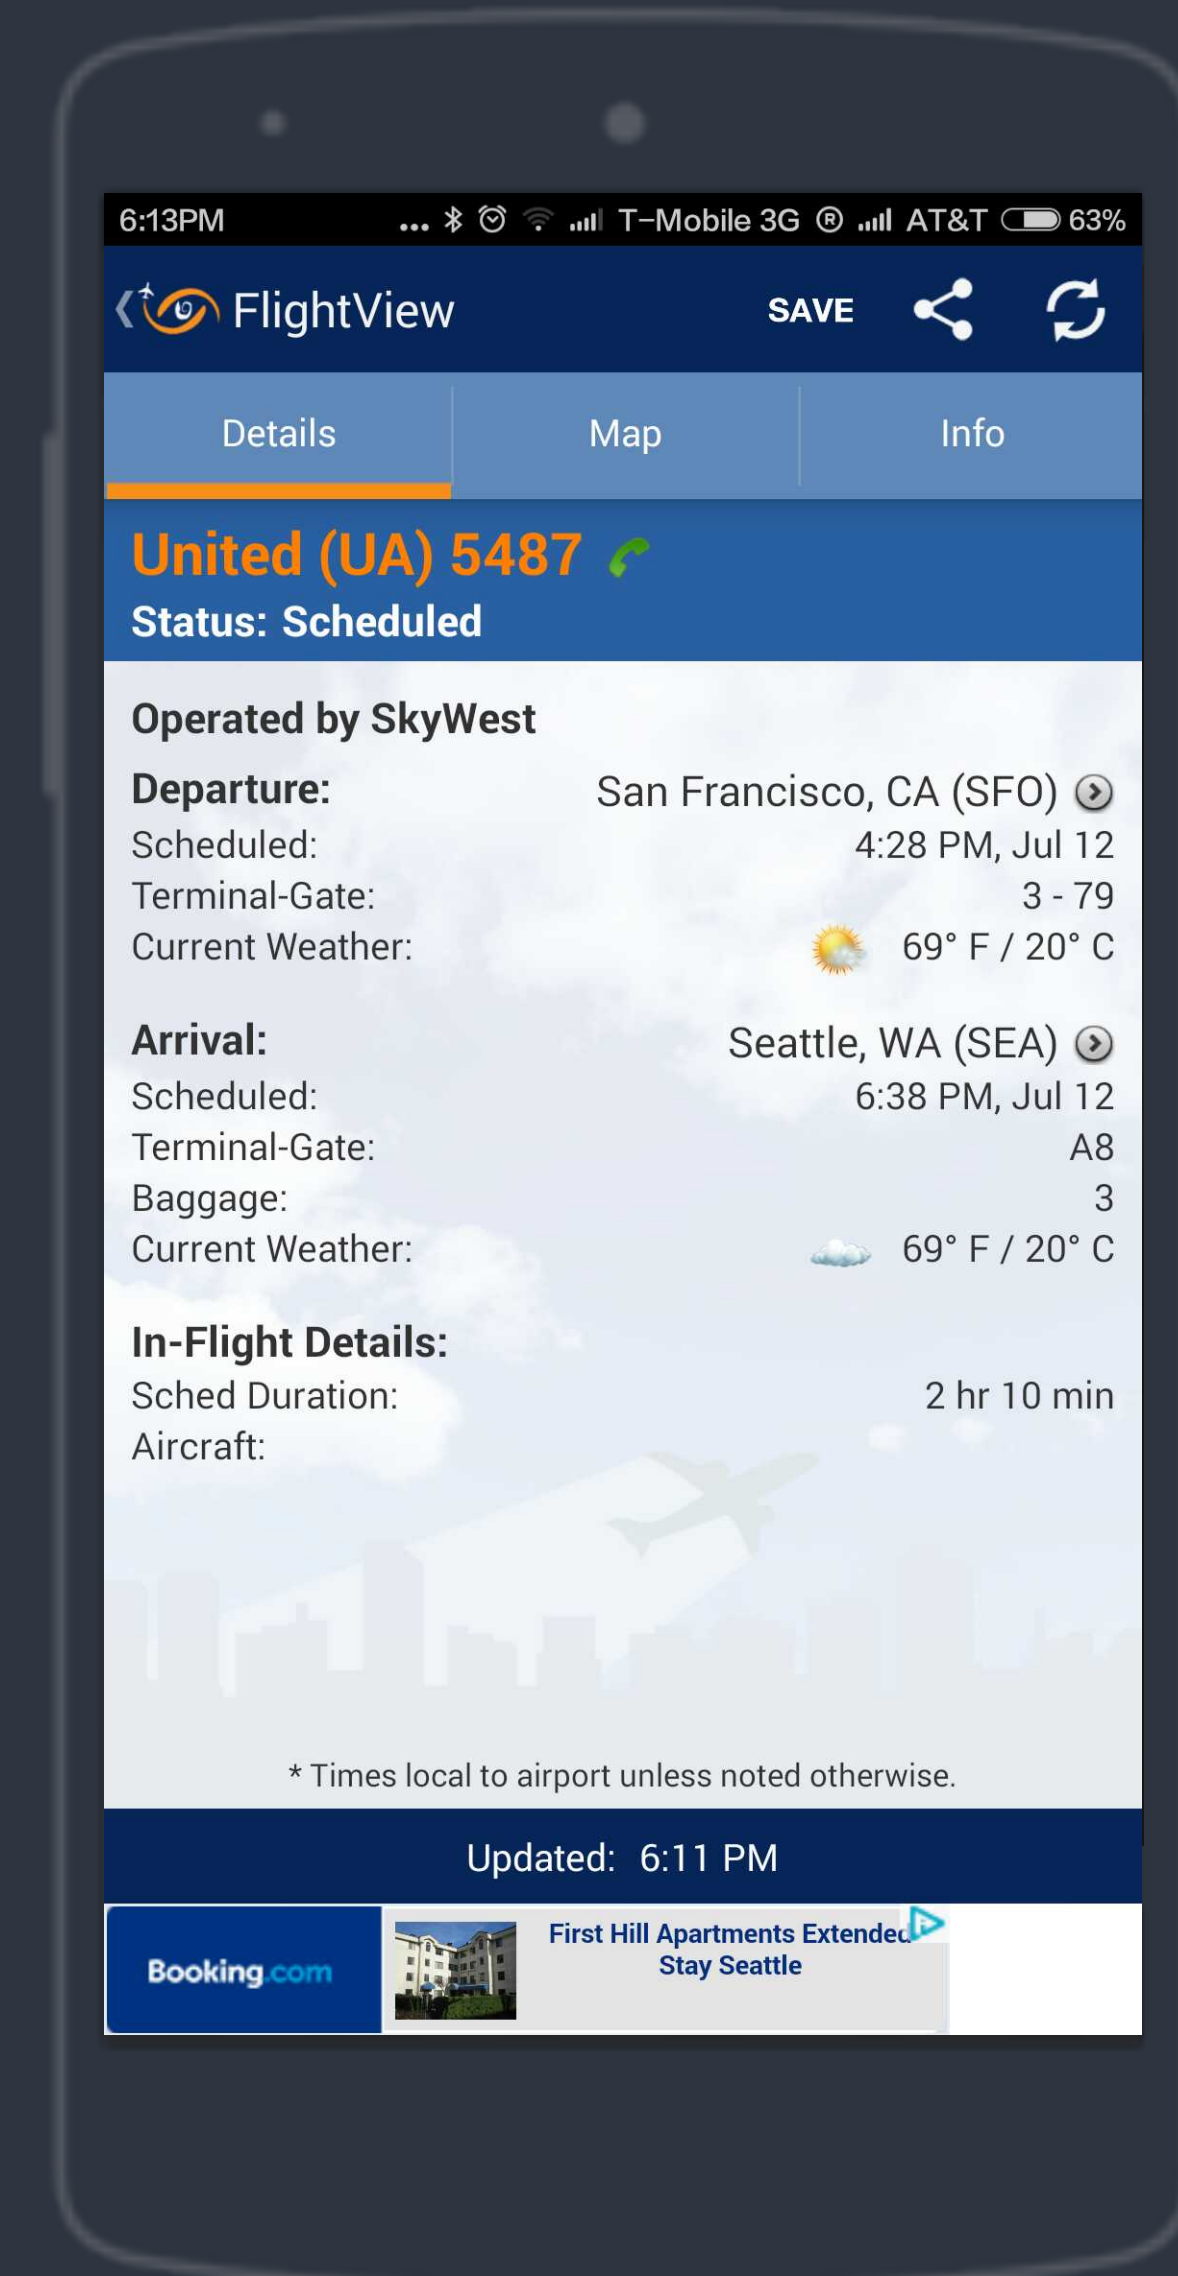 6:13PM ... T-Mobile 3G ® AT&T 63%
FlightView SAVE
Details Map Info
United (UA) 5487
Status: Scheduled
Operated by SkyWest
Departure: San Francisco, CA (SFO)
Scheduled: 4:28 PM, Jul 12
Terminal-Gate: 3 - 79
Current Weather: 69° F / 20° C
Arrival: Seattle, WA (SEA)
Scheduled: 6:38 PM, Jul 12
Terminal-Gate: A8
Baggage: 3
Current Weather: 69° F / 20° C
In-Flight Details:
Sched Duration: 2 hr 10 min
Aircraft:
* Times local to airport unless noted otherwise.
Updated: 6:11 PM
Booking.com
First Hill Apartments Extended
Stay Seattle